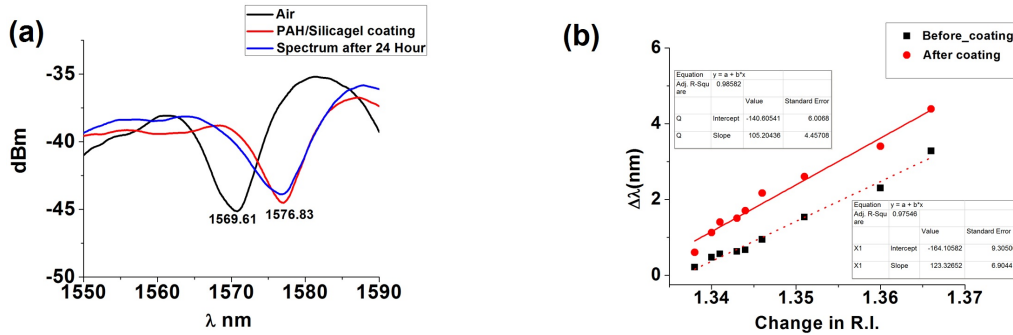 (a)
Air
PAH/Silicagel coating
Spectrum after 24 Hour
-35
-40
-45
-50
dBm
1569.61
1576.83
1550 1560 1570 1580 1590
λ nm
(b)
Before_coating
After coating
6
4
2
0
Δλ(nm)
Equation y = a + b*x
Adj. R-Squ
are
0.98582
Value Standard Error
Q Intercept -140.60541 6.0068
Q Slope 105.20436 4.45708
Equation y = a + b*x
Adj. R-Squ
are
0.97546
Value Standard Error
X1 Intercept -164.10582 9.3050
X1 Slope 123.32652 6.9044
1.34 1.35 1.36 1.37
Change in R.I.